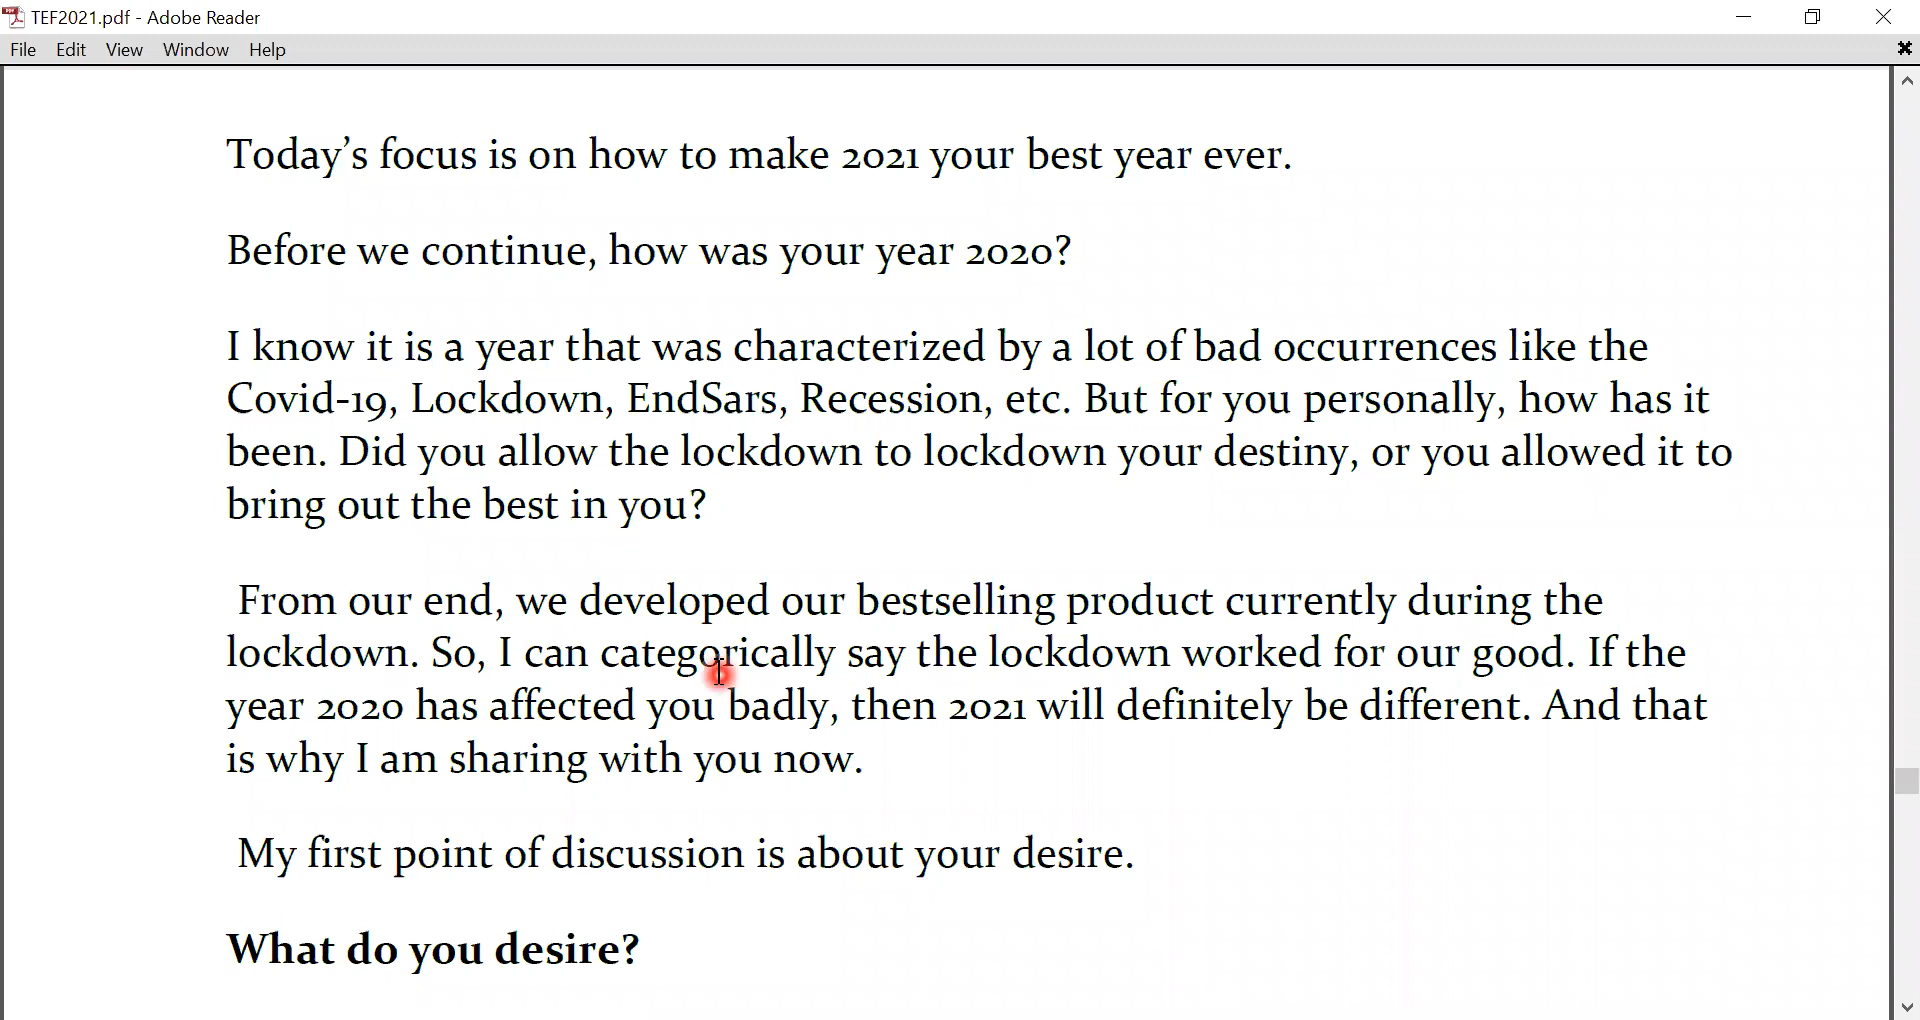 TEF2021.pdf - Adobe Reader
File Edit View Window Help
Today's focus is on how to make 2021 your best year ever.
Before we continue, how was your year 2020?
I know it is a year that was characterized by a lot of bad occurrences like the
Covid-19, Lockdown, EndSars, Recession, etc. But for you personally, how has it
been. Did you allow the lockdown to lockdown your destiny, or you allowed it to
bring out the best in you?
From our end, we developed our bestselling product currently during the
lockdown. So, I can categorically say the lockdown worked for our good. If the
year 2020 has affected you badly, then 2021 will definitely be different. And that
is why I am sharing with you now.
My first point of discussion is about your desire.
What do you desire?